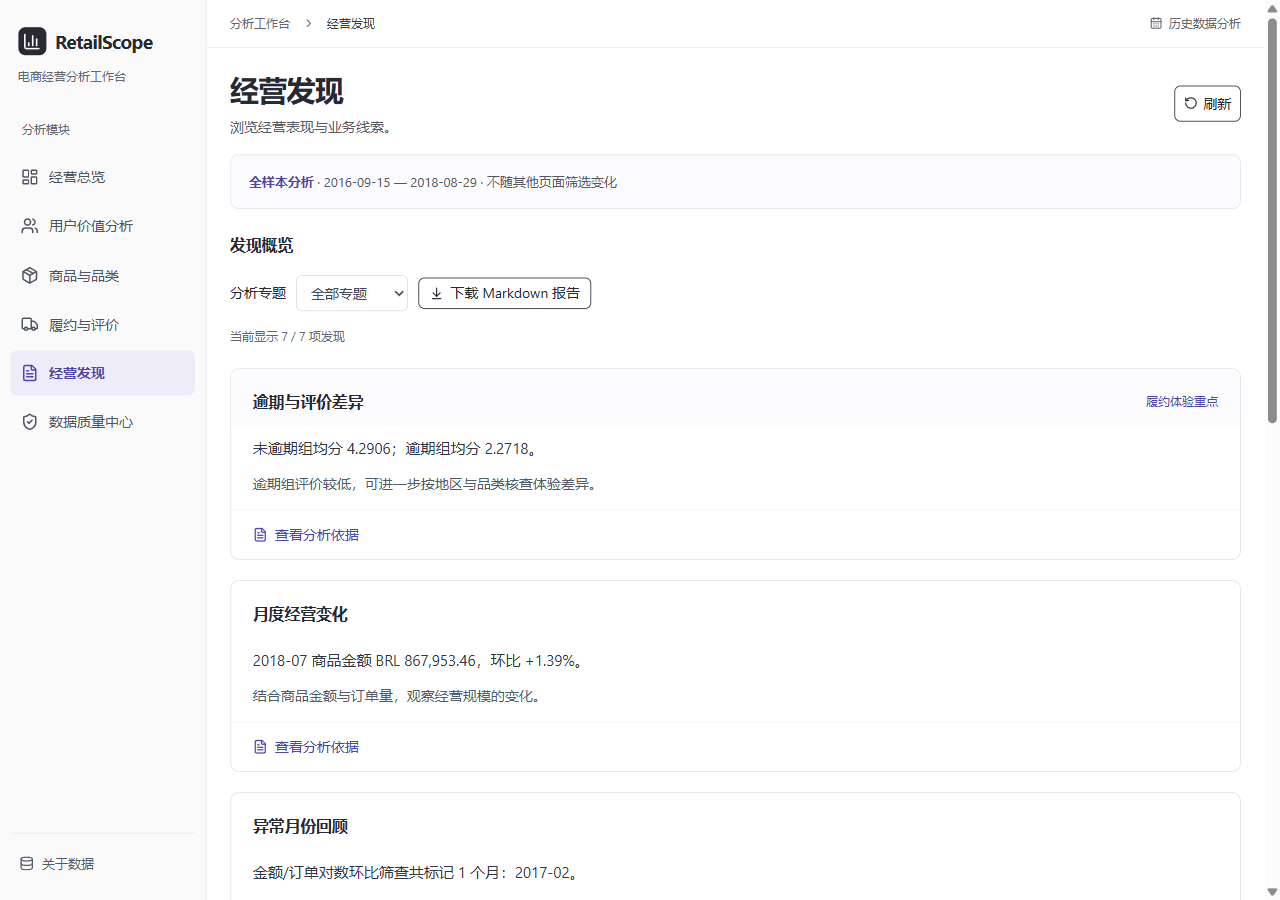 RetailScope
电商经营分析工作台
分析模块
经营总览
用户价值分析
商品与品类
履约与评价
经营发现
数据质量中心
关于数据
分析工作台 > 经营发现
历史数据分析
经营发现
刷新
浏览经营表现与业务线索。
全样本分析 · 2016-09-15 — 2018-08-29 · 不随其他页面筛选变化
发现概览
分析专题 全部专题 下载 Markdown 报告
当前显示 7 / 7 项发现
逾期与评价差异 履约体验重点
未逾期组均分 4.2906；逾期组均分 2.2718。
逾期组评价较低，可进一步按地区与品类核查体验差异。
查看分析依据
月度经营变化
2018-07 商品金额 BRL 867,953.46，环比 +1.39%。
结合商品金额与订单量，观察经营规模的变化。
查看分析依据
异常月份回顾
金额/订单对数环比筛查共标记 1 个月：2017-02。